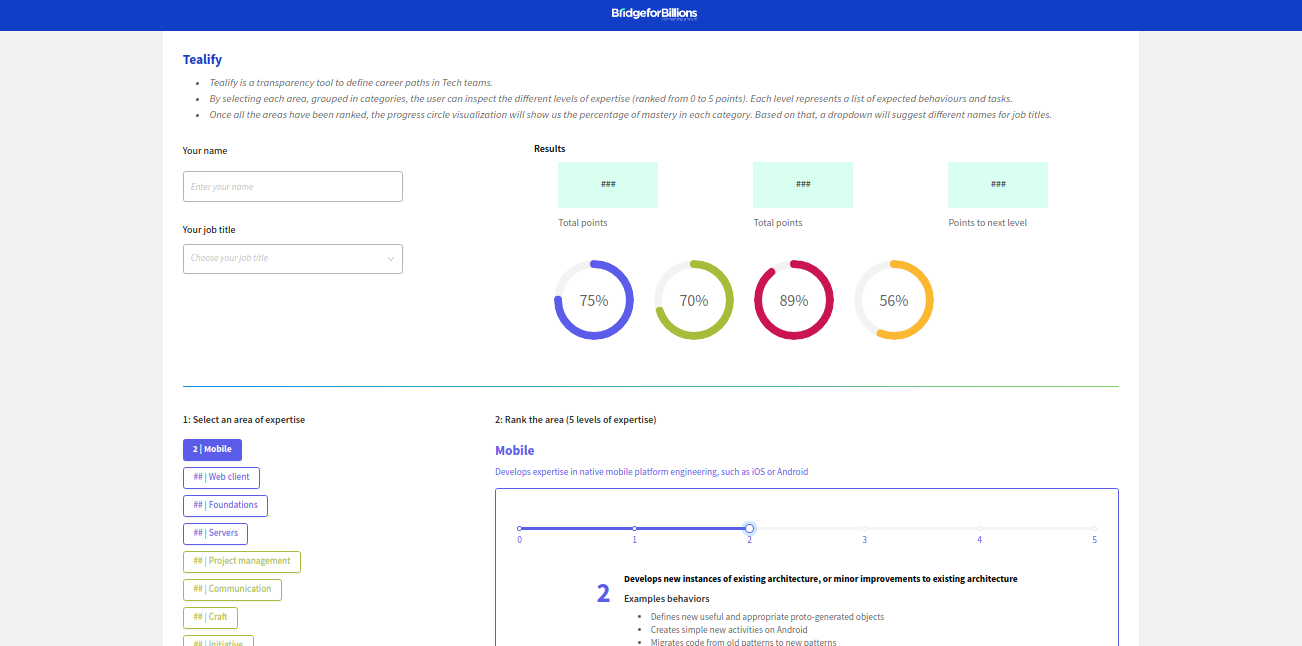 BridgeforBillions
Tealify
Tealify is a transparency tool to define career paths in Tech teams.
By selecting each area, grouped in categories, the user can inspect the different levels of expertise (ranked from 0 to 5 points). Each level represents a list of expected behaviours and tasks.
Once all the areas have been ranked, the progress circle visualization will show us the percentage of mastery in each category. Based on that, a dropdown will suggest different names for job titles.
Your name
Enter your name
Your job title
Choose your job title
Results
### ### ###
Total points Total points Points to next level
75% 70% 89% 56%
1: Select an area of expertise
2 | Mobile
## | Web client
## | Foundations
## | Servers
## | Project management
## | Communication
## | Craft
## | Initiative
2: Rank the area (5 levels of expertise)
Mobile
Develops expertise in native mobile platform engineering, such as iOS or Android
0 1 2 3 4 5
2
Develops new instances of existing architecture, or minor improvements to existing architecture
Examples behaviors
Defines new useful and appropriate proto-generated objects
Creates simple new activities on Android
Migrates code from old patterns to new patterns